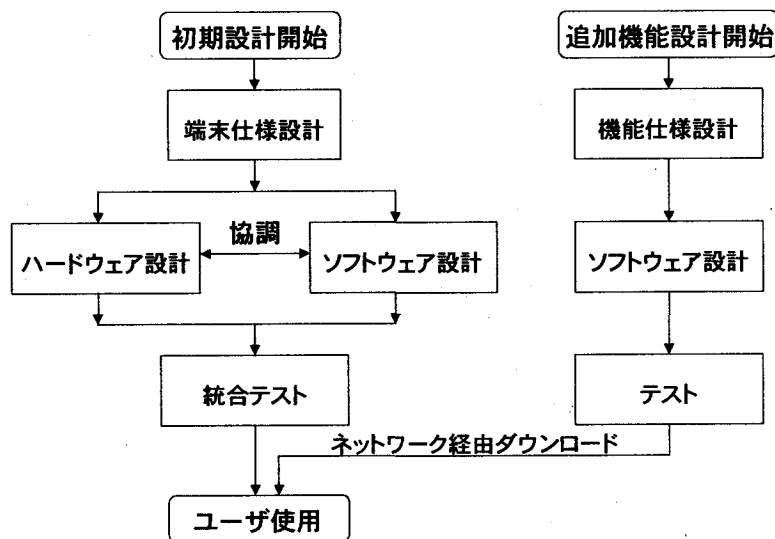 初期設計開始
追加機能設計開始
端末仕様設計
機能仕様設計
協調
ハードウェア設計
ソフトウェア設計
ソフトウェア設計
統合テスト
テスト
ネットワーク経由ダウンロード
ユーザ使用